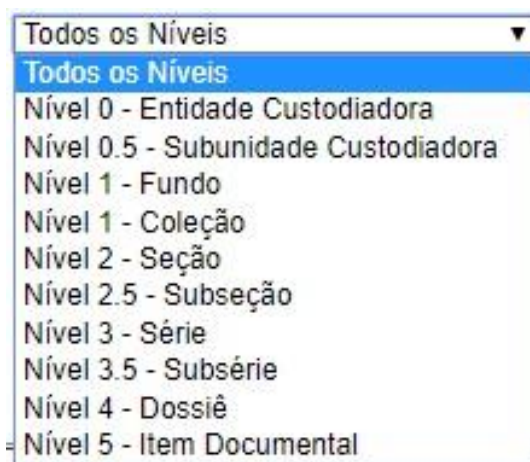 Todos os Níveis
Todos os Níveis
Nível 0 - Entidade Custodiadora
Nível 0.5 - Subunidade Custodiadora
Nível 1 - Fundo
Nível 1 - Coleção
Nível 2 - Seção
Nível 2.5 - Subseção
Nível 3 - Série
Nível 3.5 - Subsérie
Nível 4 - Dossiê
Nível 5 - Item Documental